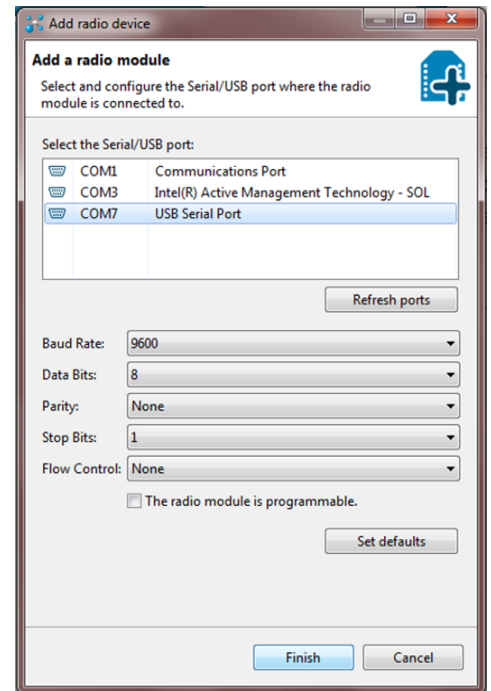 Add radio device
Add a radio module
Select and configure the Serial/USB port where the radio
module is connected to.
Select the Serial/USB port:
COM1 Communications Port
COM3 Intel(R) Active Management Technology - SOL
COM7 USB Serial Port
Refresh ports
Baud Rate: 9600
Data Bits: 8
Parity: None
Stop Bits: 1
Flow Control: None
The radio module is programmable.
Set defaults
Finish Cancel